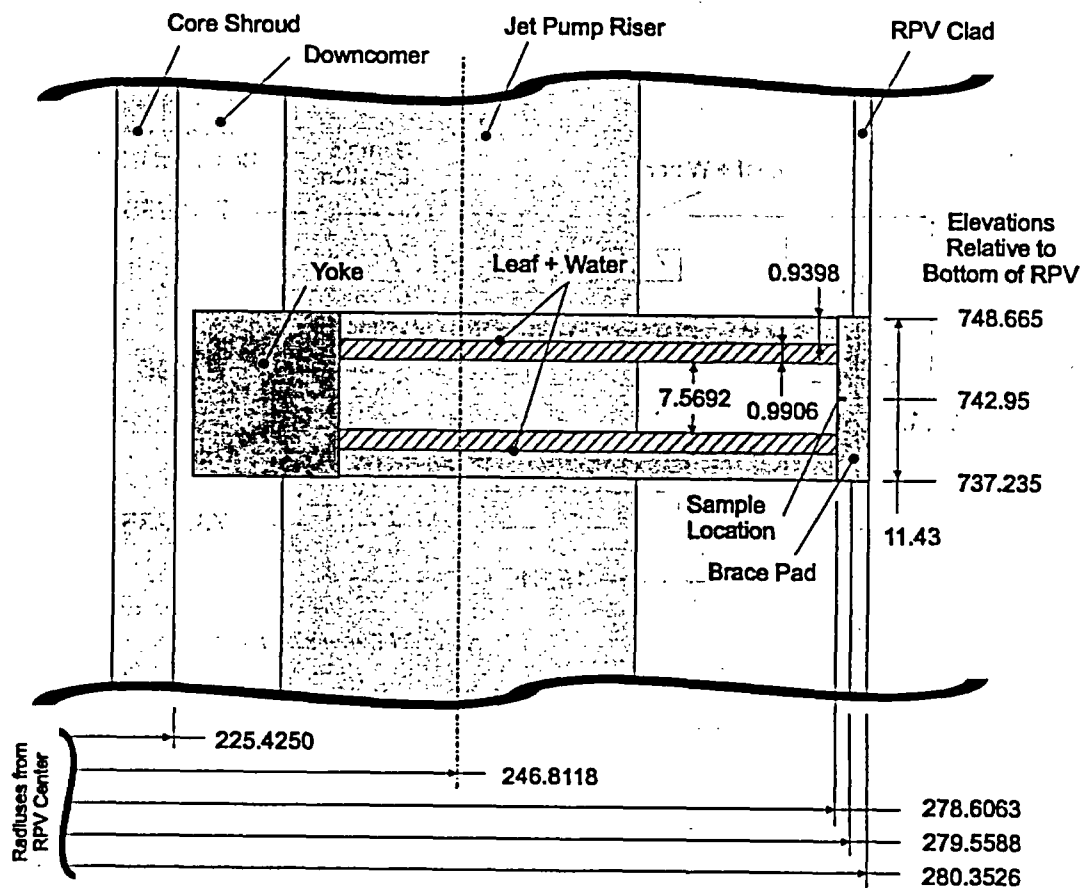 Core Shroud
Downcomer
Jet Pump Riser
RPV Clad
Elevations
Relative to
Bottom of RPV
Yoke
Leaf + Water
0.9398
748.665
7.5692
0.9906
742.95
737.235
Sample
Location
11.43
Brace Pad
225.4250
246.8118
278.6063
279.5588
280.3526
Radiuses from
RPV Center